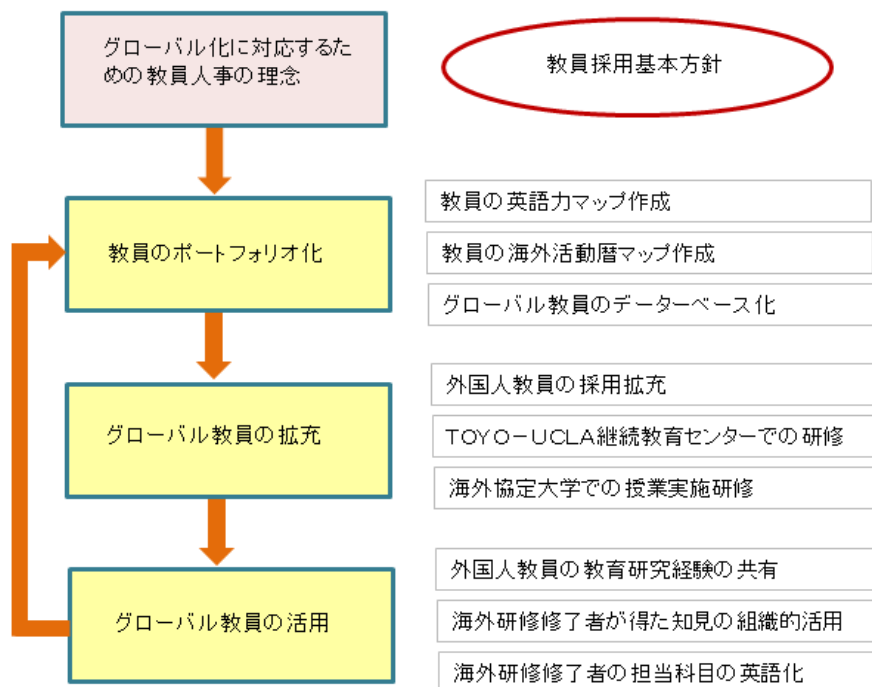 グローバル化に対応するた
めの教員人事の理念
教員採用基本方針
教員のポートフォリオ化
教員の英語力マップ作成
教員の海外活動暦マップ作成
グローバル教員のデーターベース化
グローバル教員の拡充
外国人教員の採用拡充
TOYO－UCLA継続教育センターでの研修
海外協定大学での授業実施研修
グローバル教員の活用
外国人教員の教育研究経験の共有
海外研修修了者が得た知見の組織的活用
海外研修修了者の担当科目の英語化